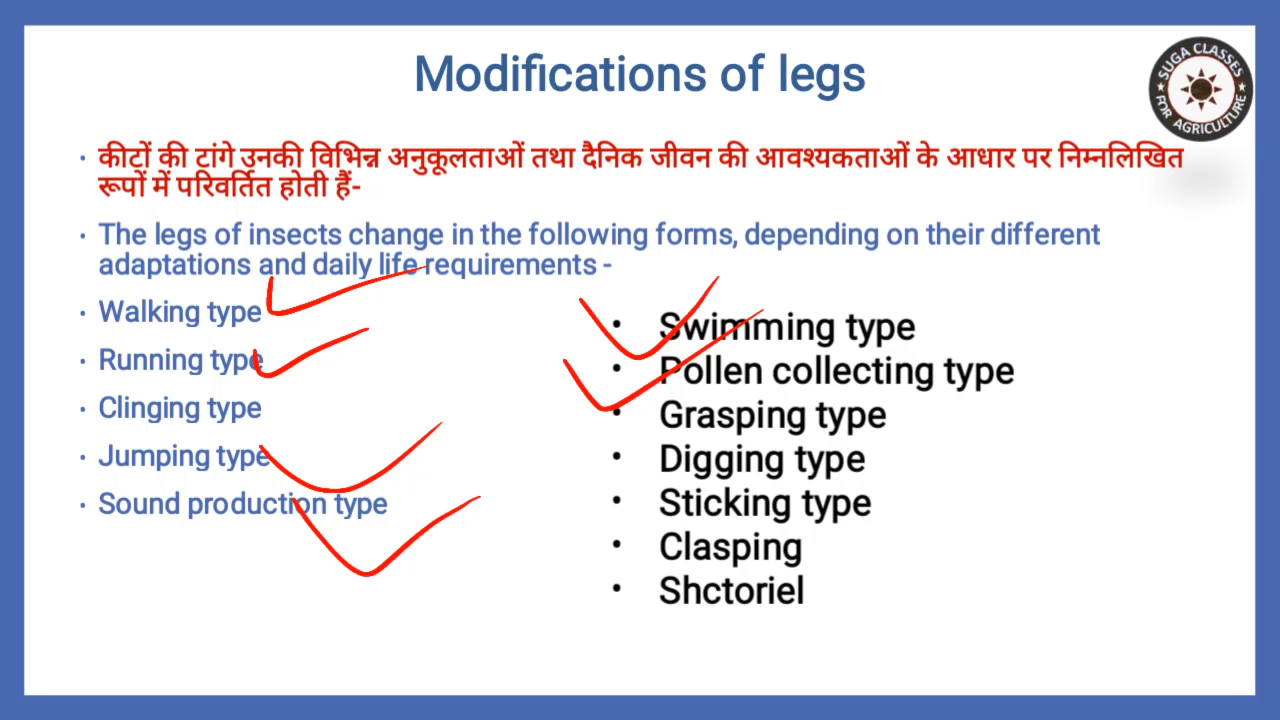 Modifications of legs
SUGA CLASSES
FOR AGRICULTURE
• कीटों की टांगे उनकी विभिन्न अनुकूलताओं तथा दैनिक जीवन की आवश्यकताओं के आधार पर निम्नलिखित
रूपों में परिवर्तित होती हैं-
• The legs of insects change in the following forms, depending on their different
adaptations and daily life requirements -
• Walking type
• Running type
• Clinging type
• Jumping type
• Sound production type
• Swimming type
• Pollen collecting type
• Grasping type
• Digging type
• Sticking type
• Clasping
• Shctoriel